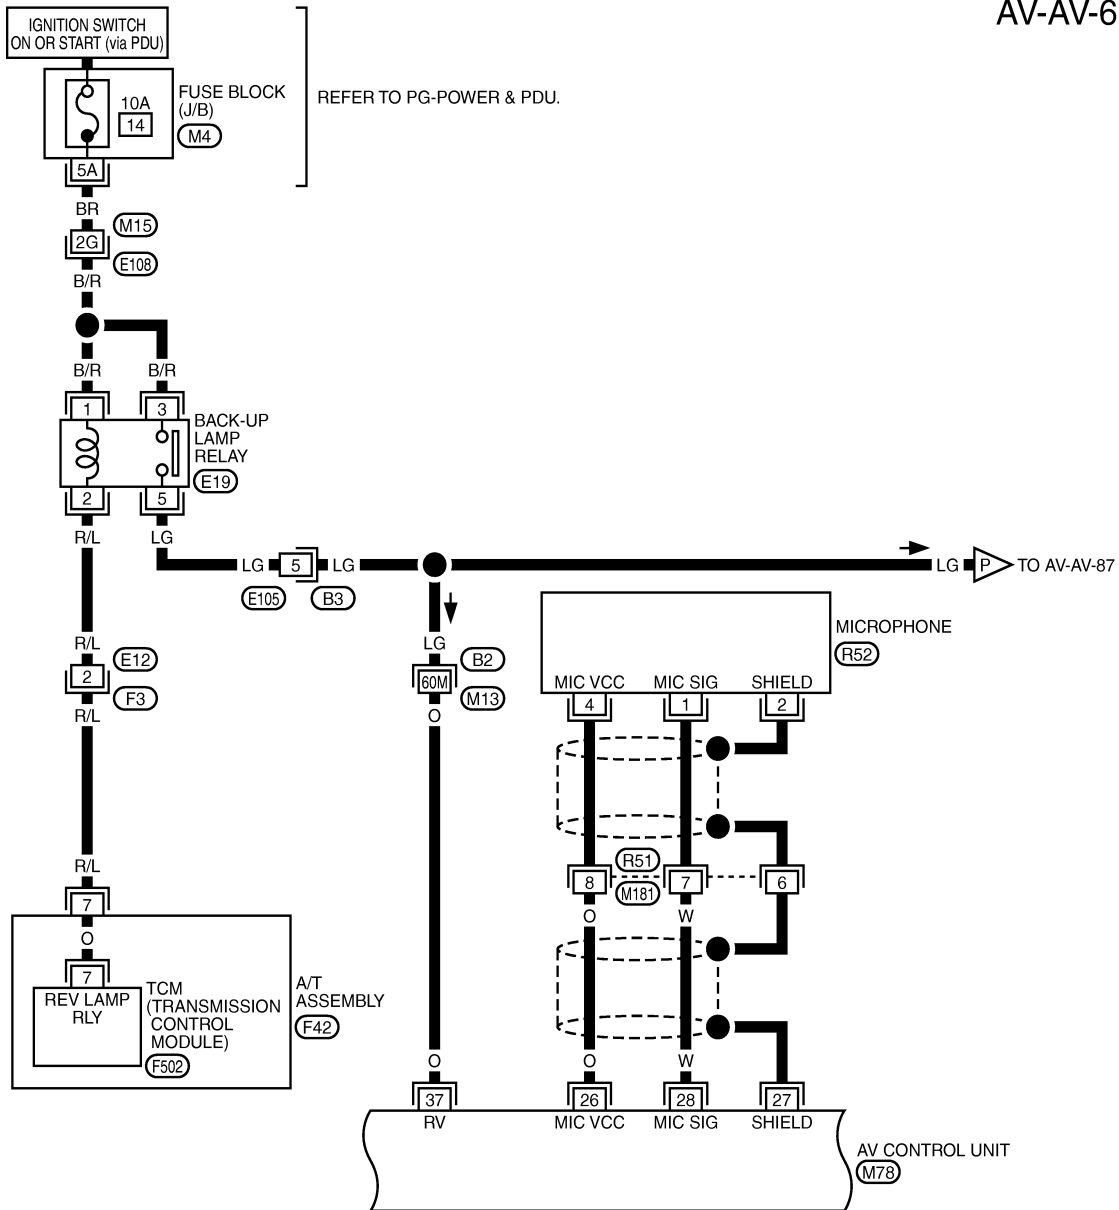 AV-AV-6
IGNITION SWITCH
ON OR START (via PDU)
FUSE BLOCK
(J/B)
M4
10A
14
REFER TO PG-POWER & PDU.
5A
BR
M15
2G
E108
B/R
B/R
B/R
1
3
BACK-UP
LAMP
RELAY
E19
2
5
R/L
LG
LG
5
LG
E105
B3
LG
P
TO AV-AV-87
LG
B2
60M
M13
O
R/L
E12
2
F3
R/L
MICROPHONE
R52
MIC VCC
MIC SIG
SHIELD
4
1
2
R51
M181
8
7
6
O
W
R/L
7
O
7
REV LAMP
RLY
TCM
(TRANSMISSION
CONTROL
MODULE)
F502
A/T
ASSEMBLY
F42
O
O
W
37
26
28
27
RV
MIC VCC
MIC SIG
SHIELD
AV CONTROL UNIT
M78